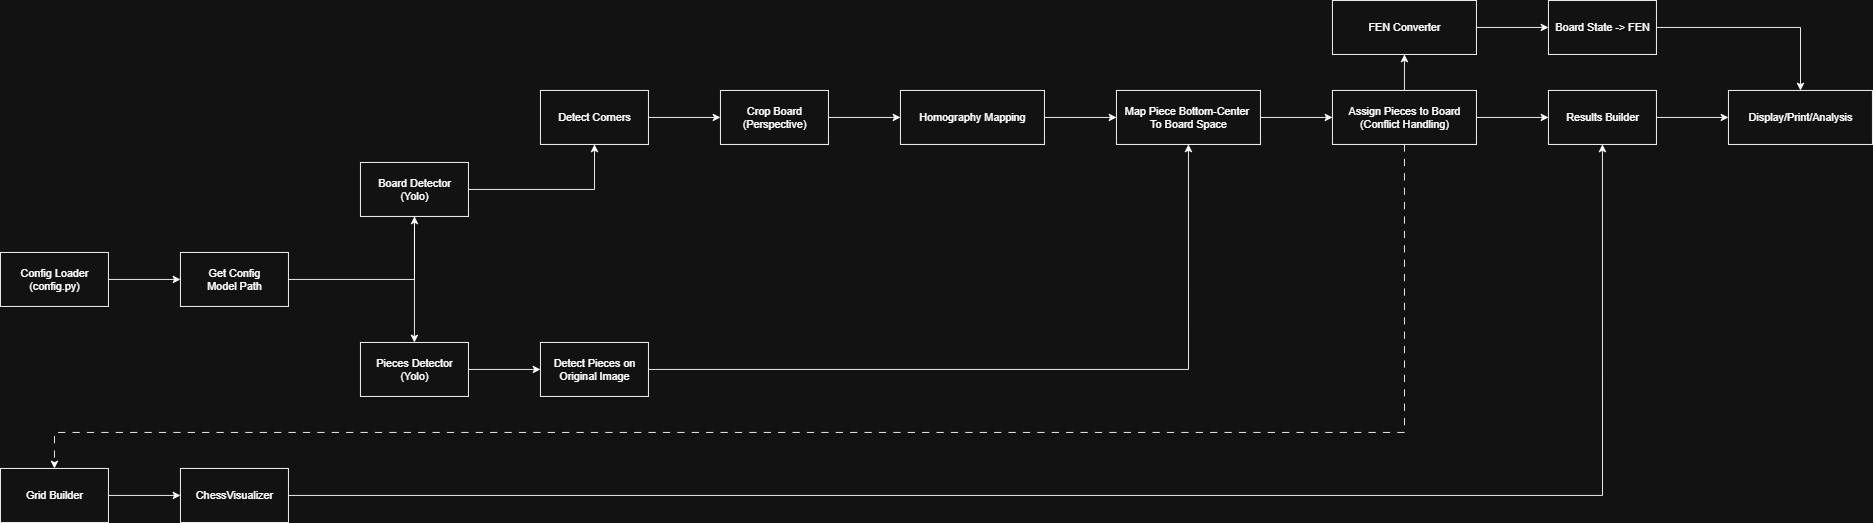 FEN Converter
Board State -> FEN
Detect Corners
Crop Board
(Perspective)
Homography Mapping
Map Piece Bottom-Center
To Board Space
Assign Pieces to Board
(Conflict Handling)
Results Builder
Display/Print/Analysis
Board Detector
(Yolo)
Config Loader
(config.py)
Get Config
Model Path
Pieces Detector
(Yolo)
Detect Pieces on
Original Image
Grid Builder
ChessVisualizer